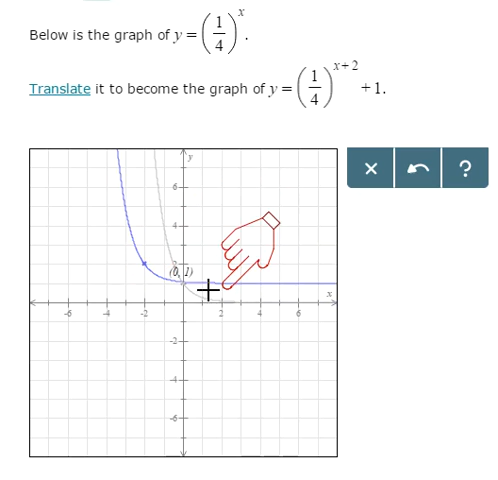 Below is the graph of y = (1/4)^x.
Translate it to become the graph of y = (1/4)^(x+2) + 1.
× ?
y
6
4
2
(0, 1)
x
-6 -4 -2 2 4 6
-2
-4
-6